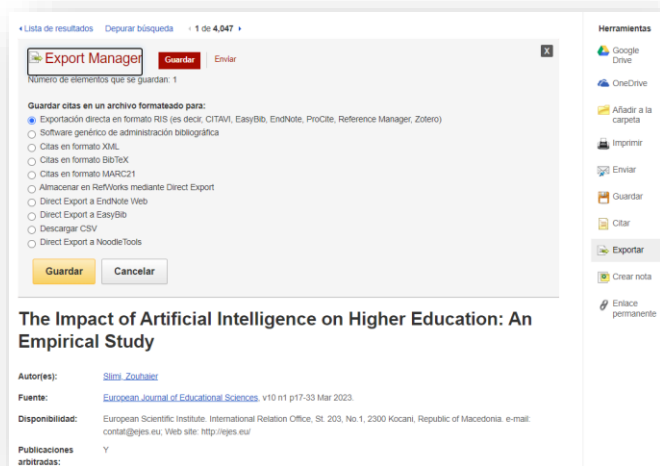 Lista de resultados Depurar búsqueda 1 de 4,047
Export Manager Guardar Enviar X
Número de elementos que se guardan: 1
Guardar citas en un archivo formateado para:
Exportación directa en formato RIS (es decir, CITAVI, EasyBib, EndNote, ProCite, Reference Manager, Zotero)
Software genérico de administración bibliográfica
Citas en formato XML
Citas en formato BibTeX
Citas en formato MARC21
Almacenar en RefWorks mediante Direct Export
Direct Export a EndNote Web
Direct Export a EasyBib
Descargar CSV
Direct Export a NoodleTools
Guardar Cancelar
The Impact of Artificial Intelligence on Higher Education: An
Empirical Study
Autor(es): Slimi, Zouhaier
Fuente: European Journal of Educational Sciences, v10 n1 p17-33 Mar 2023.
Disponibilidad: European Scientific Institute. International Relation Office, St. 203, No.1, 2300 Kocani, Republic of Macedonia. e-mail:
contat@ejes.eu; Web site: http://ejes.eu/
Publicaciones Y
arbitradas:
Herramientas
Google
Drive
OneDrive
Añadir a la
carpeta
Imprimir
Enviar
Guardar
Citar
Exportar
Crear nota
Enlace
permanente